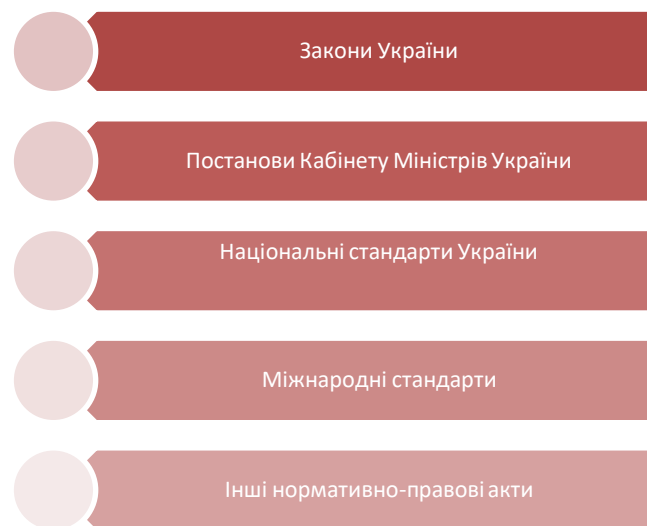 Закони України
Постанови Кабінету Міністрів України
Національні стандарти України
Міжнародні стандарти
Інші нормативно-правові акти